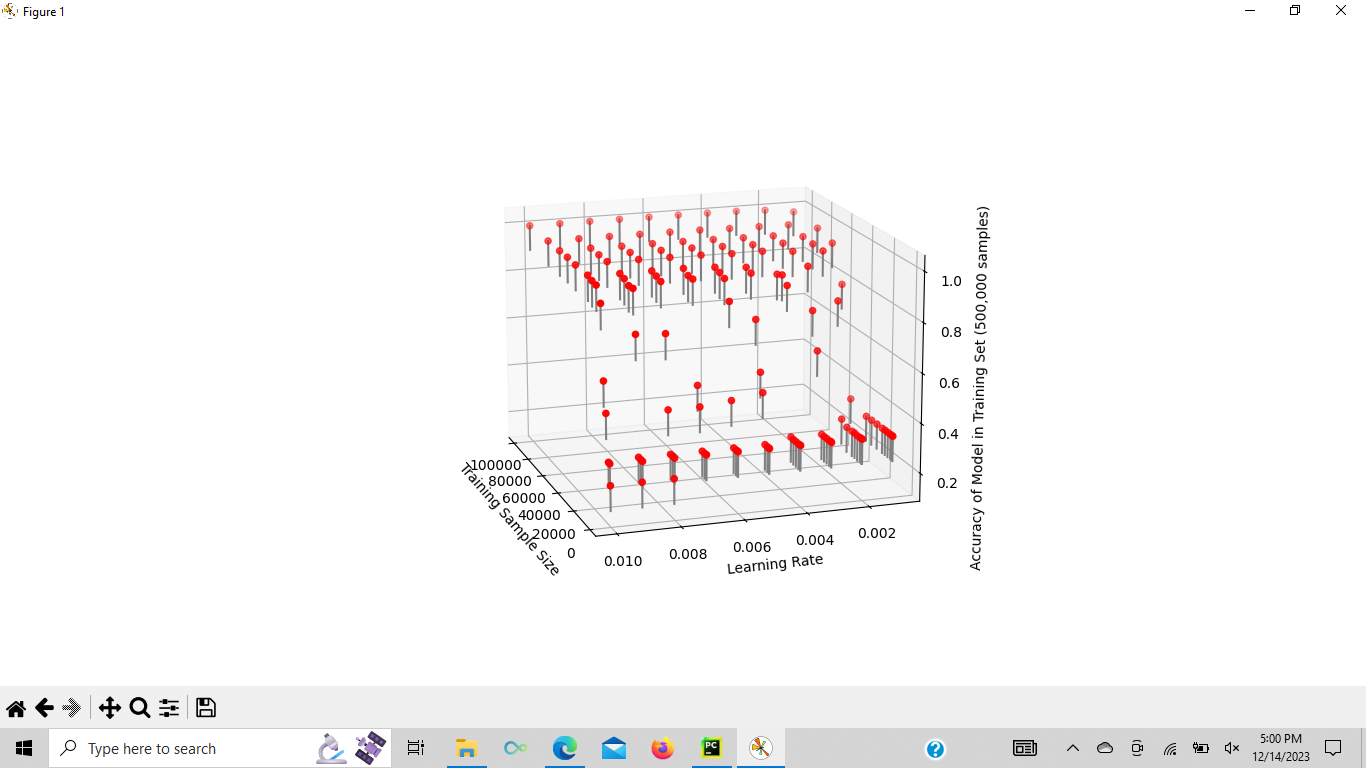 Figure 1
1.0
0.8
0.6
0.4
0.2
Accuracy of Model in Training Set (500,000 samples)
100000
80000
60000
40000
20000
0
Training Sample Size
0.010
0.008
0.006
0.004
0.002
Learning Rate
Type here to search
PC
5:00 PM
12/14/2023